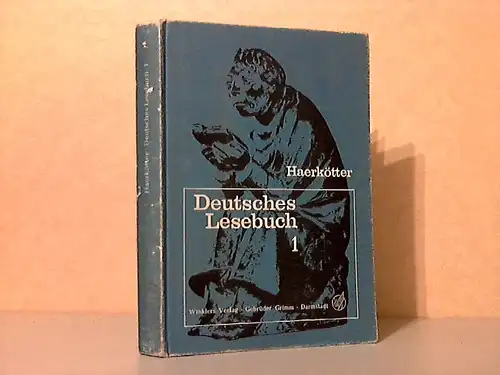 Haerkötter Deutsches Lesebuch 1
Haerkötter
Deutsches
Lesebuch
1
Winklers Verlag · Gebrüder Grimm · Darmstadt